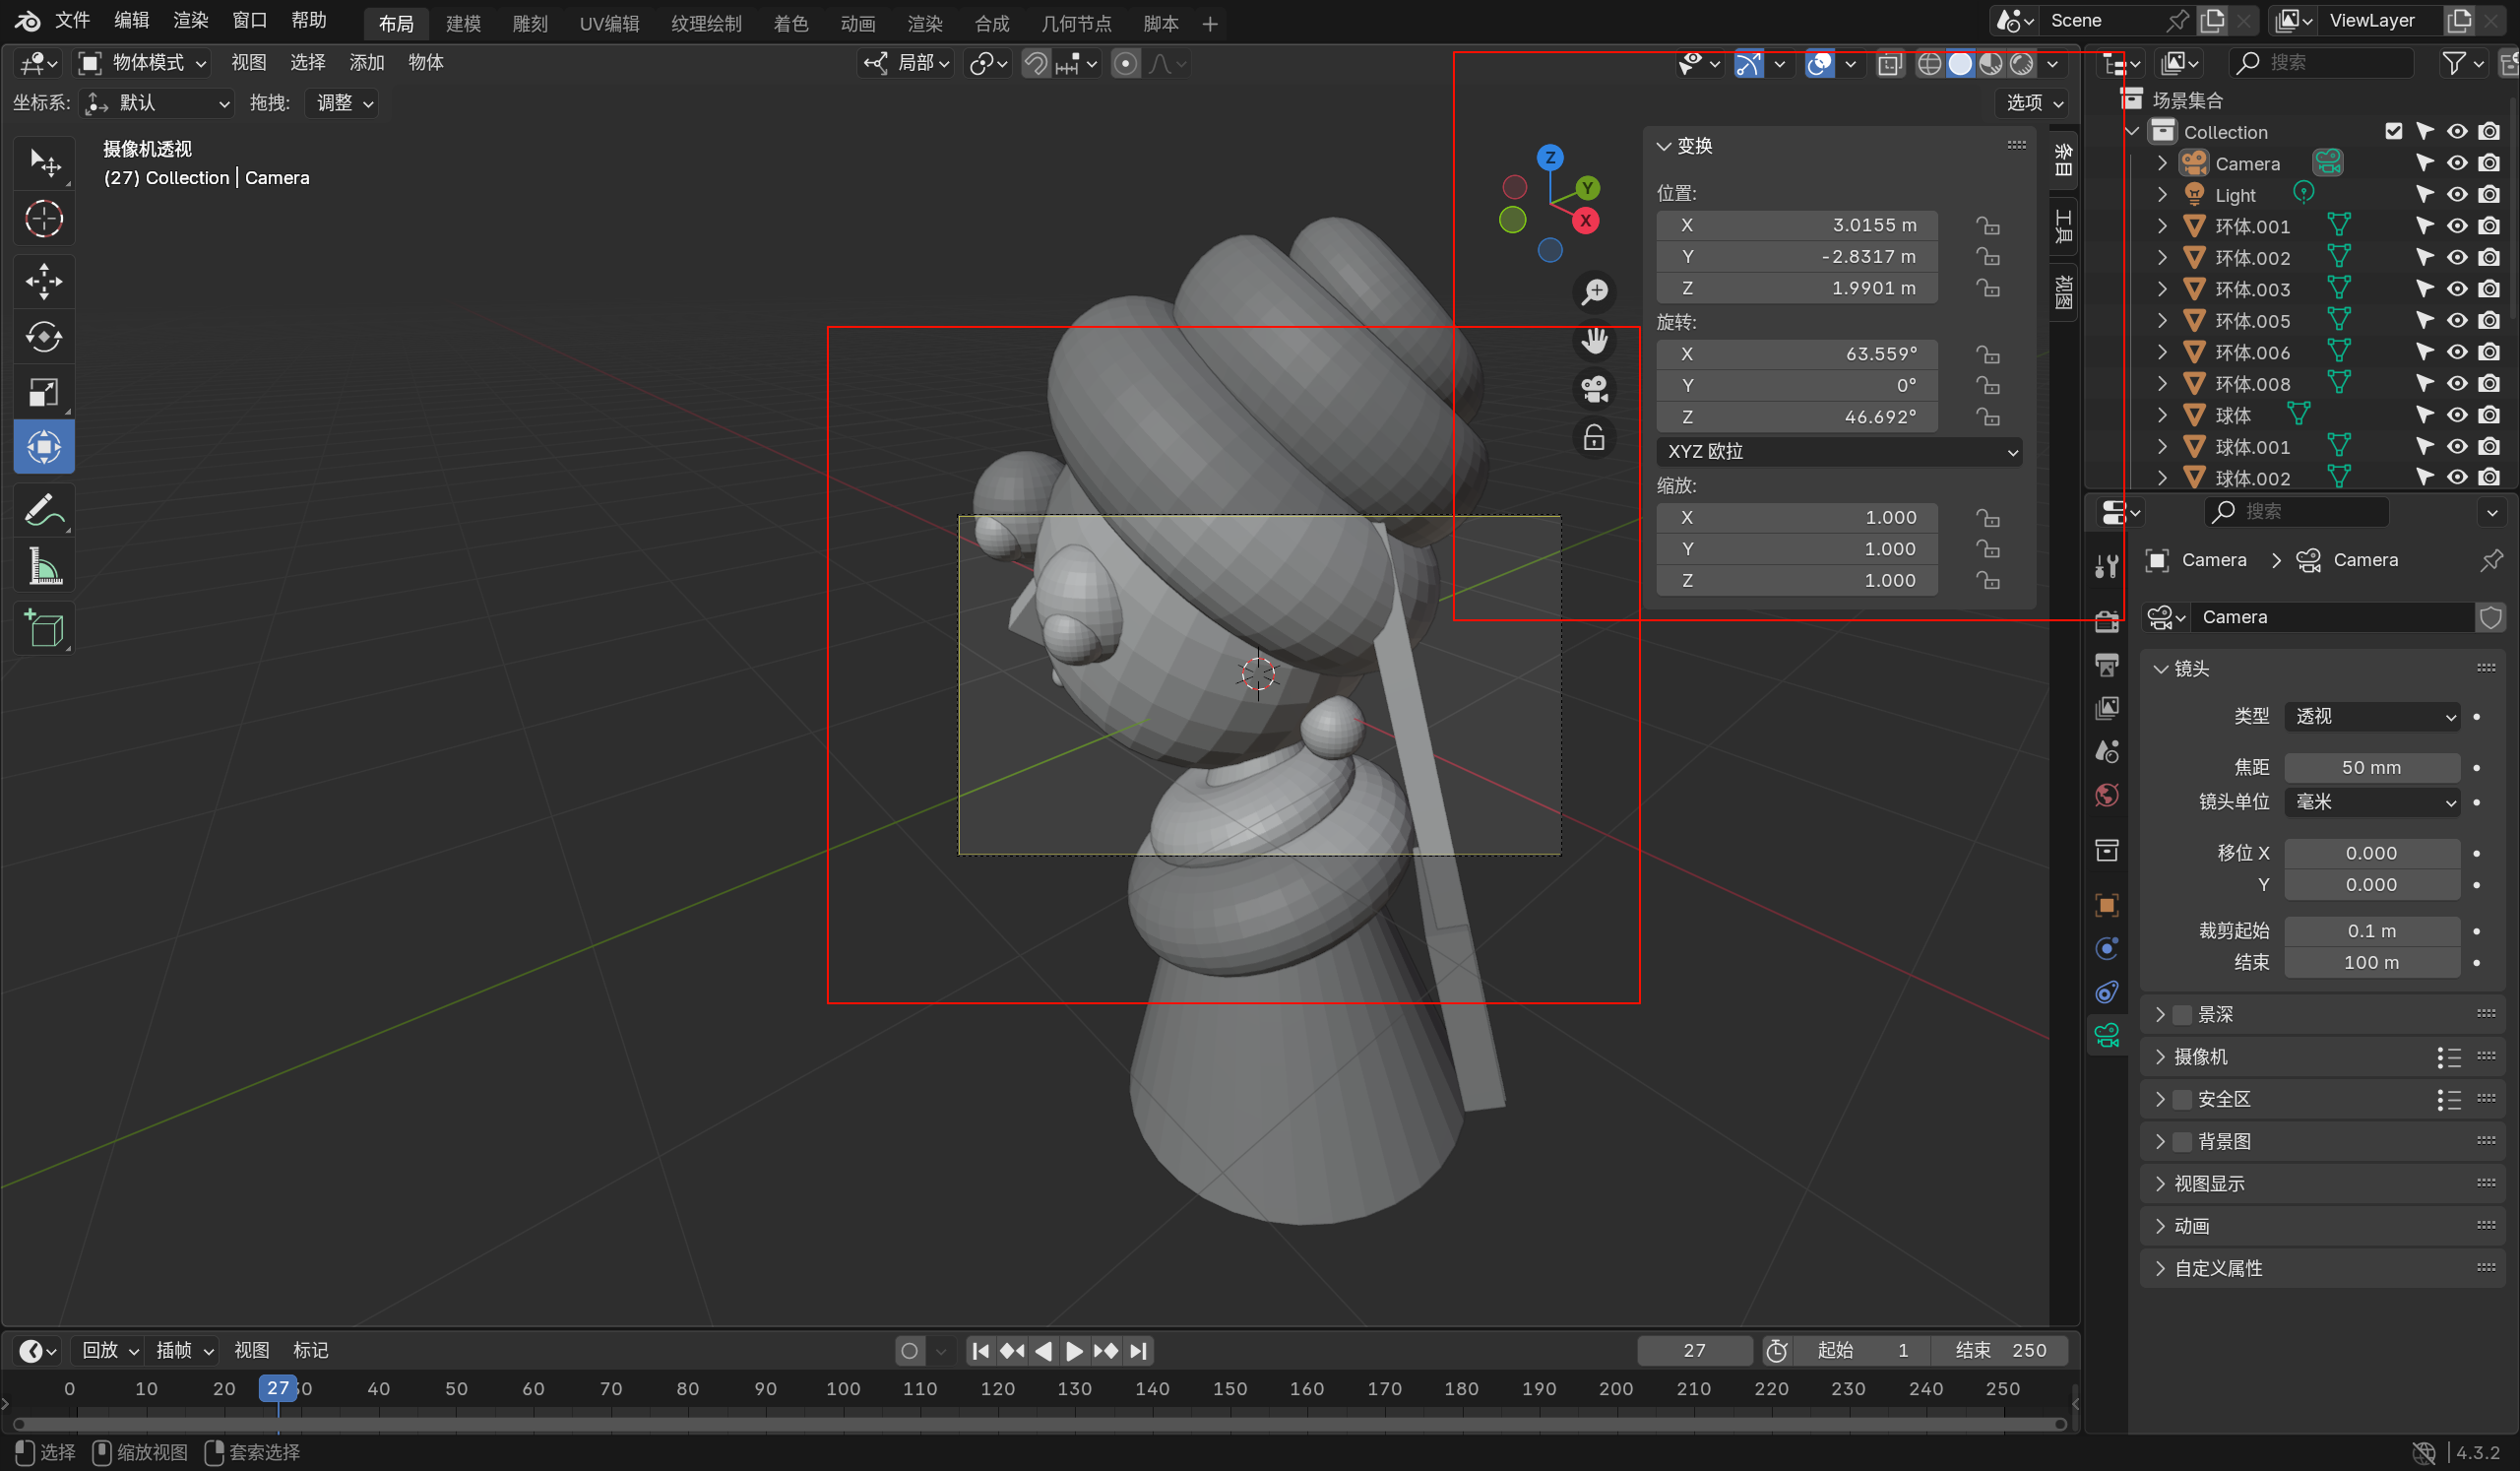 文件 编辑 渲染 窗口 帮助 布局 建模 雕刻 UV编辑 纹理绘制 着色 动画 渲染 合成 几何节点 脚本 Scene ViewLayer
物体模式 视图 选择 添加 物体 局部 搜索
坐标系: 默认 拖拽: 调整 选项
摄像机透视
(27) Collection | Camera
Z
Y
X
变换
位置:
X 3.0155 m
Y -2.8317 m
Z 1.9901 m
旋转:
X 63.559°
Y 0°
Z 46.692°
XYZ 欧拉
缩放:
X 1.000
Y 1.000
Z 1.000
条目
工具
视图
场景集合
Collection
Camera
Light
环体.001
环体.002
环体.003
环体.005
环体.006
环体.008
球体
球体.001
球体.002
搜索
Camera Camera
Camera
镜头
类型 透视
焦距 50 mm
镜头单位 毫米
移位 X 0.000
Y 0.000
裁剪起始 0.1 m
结束 100 m
景深
摄像机
安全区
背景图
视图显示
动画
自定义属性
回放 插帧 视图 标记 27 起始 1 结束 250
0 10 20 27 40 50 60 70 80 90 100 110 120 130 140 150 160 170 180 190 200 210 220 230 240 250
选择 缩放视图 套索选择 4.3.2